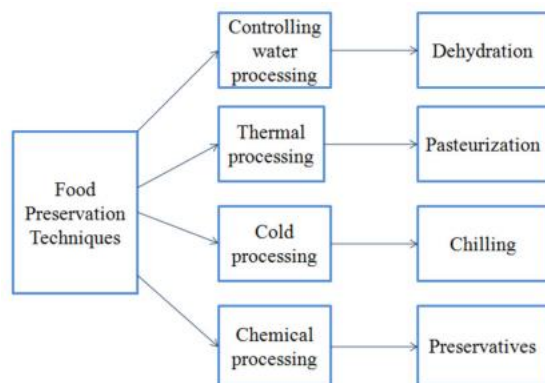 Food
Preservation
Techniques
Controlling
water
processing
Dehydration
Thermal
processing
Pasteurization
Cold
processing
Chilling
Chemical
processing
Preservatives